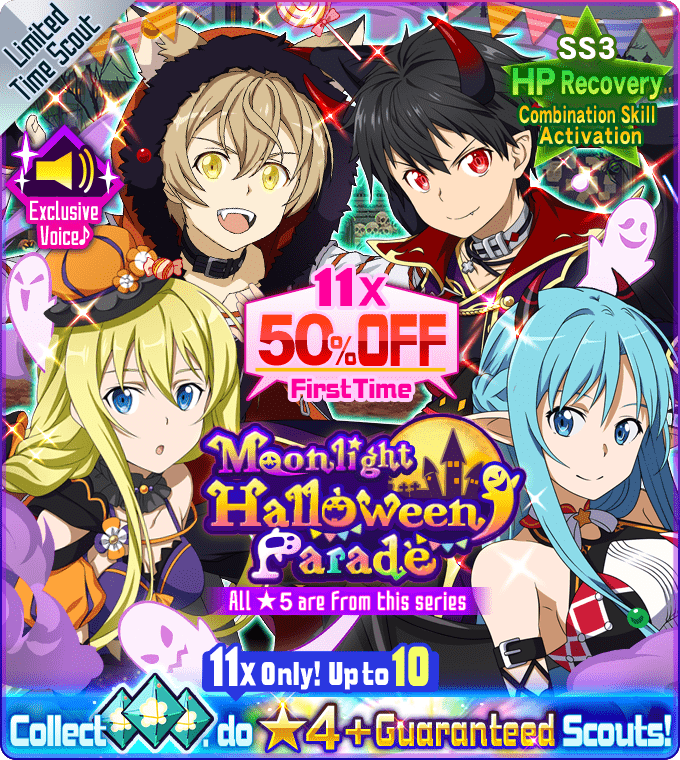 Limited
Time Scout
SS3
HP Recovery
Combination Skill
Activation
Exclusive
Voice♪
11x
50%OFF
First Time
Moonlight
Halloween
Parade
All ★5 are from this series
11x Only! Up to 10
Collect , do ★4+Guaranteed Scouts!